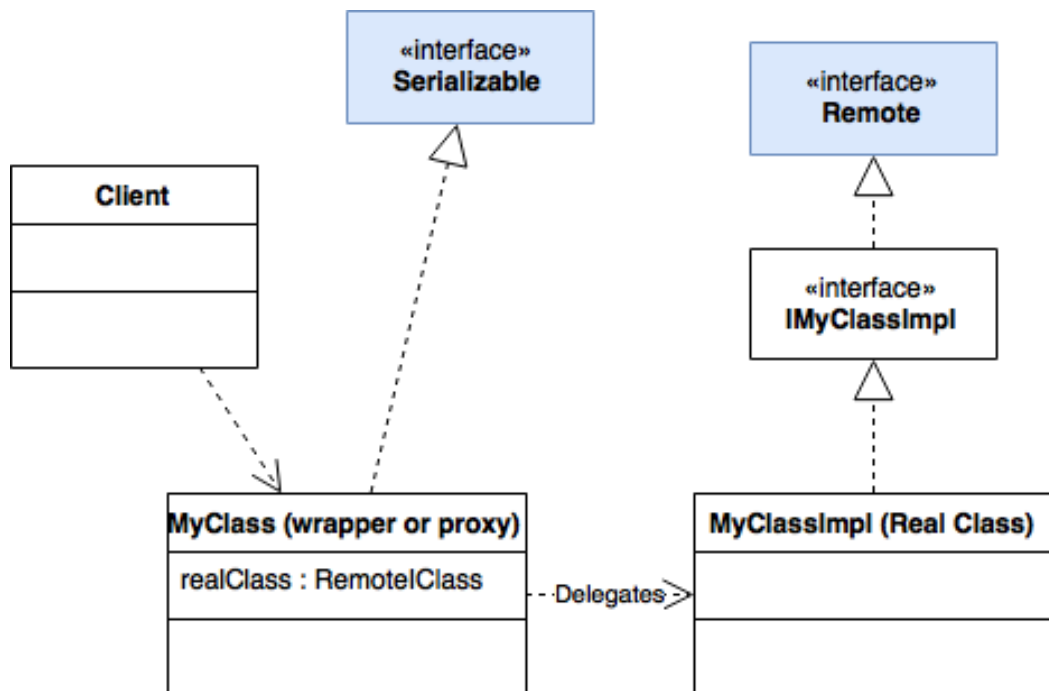 «interface»
Serializable
«interface»
Remote
Client
«interface»
IMyClassImpl
MyClass (wrapper or proxy)
realClass : RemoteIClass
Delegates
MyClassImpl (Real Class)